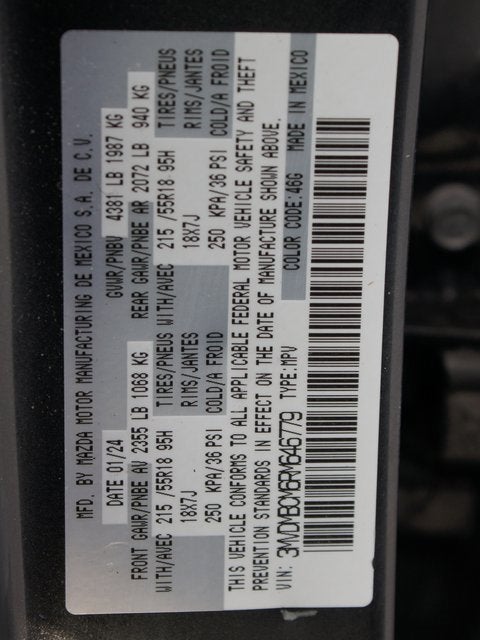 MFD. BY MAZDA MOTOR MANUFACTURING DE MEXICO S.A. DE C.V.
DATE 01/24 GVWR/PNBV 4381 LB 1987 KG
FRONT GAWR/PNBE AV 2355 LB 1068 KG REAR GAWR/PNBE AR 2072 LB 940 KG
WITH/AVEC 215 /55R18 95H TIRES/PNEUS WITH/AVEC 215 /55R18 95H TIRES/PNEUS
18X7J RIMS/JANTES 18X7J RIMS/JANTES
250 KPA/36 PSI COLD/A FROID 250 KPA/36 PSI COLD/A FROID
THIS VEHICLE CONFORMS TO ALL APPLICABLE FEDERAL MOTOR VEHICLE SAFETY AND THEFT
PREVENTION STANDARDS IN EFFECT ON THE DATE OF MANUFACTURE SHOWN ABOVE.
VIN: 3MVDMBCM6RM646779 TYPE:MPV COLOR CODE:46G MADE IN MEXICO